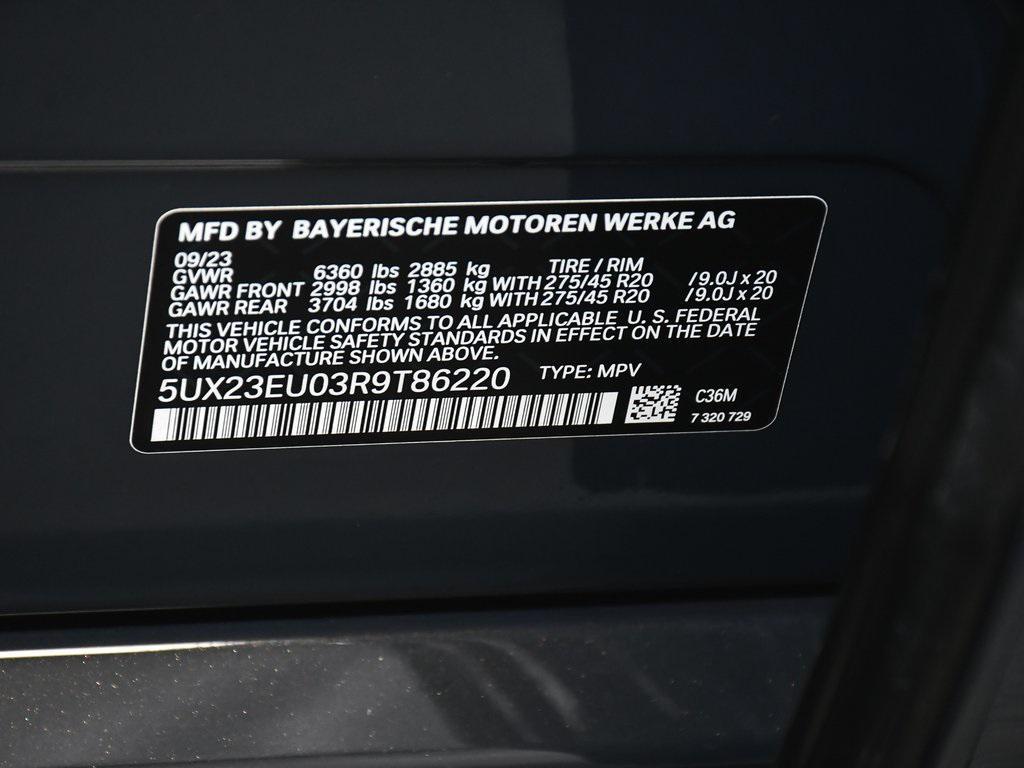 MFD BY BAYERISCHE MOTOREN WERKE AG
09/23 TIRE / RIM
GVWR 6360 lbs 2885 kg
GAWR FRONT 2998 lbs 1360 kg WITH 275/45 R20 / 9.0J x 20
GAWR REAR 3704 lbs 1680 kg WITH 275/45 R20 / 9.0J x 20
THIS VEHICLE CONFORMS TO ALL APPLICABLE U. S. FEDERAL
MOTOR VEHICLE SAFETY STANDARDS IN EFFECT ON THE DATE
OF MANUFACTURE SHOWN ABOVE.
5UX23EU03R9T86220 TYPE: MPV
C36M
7 320 729